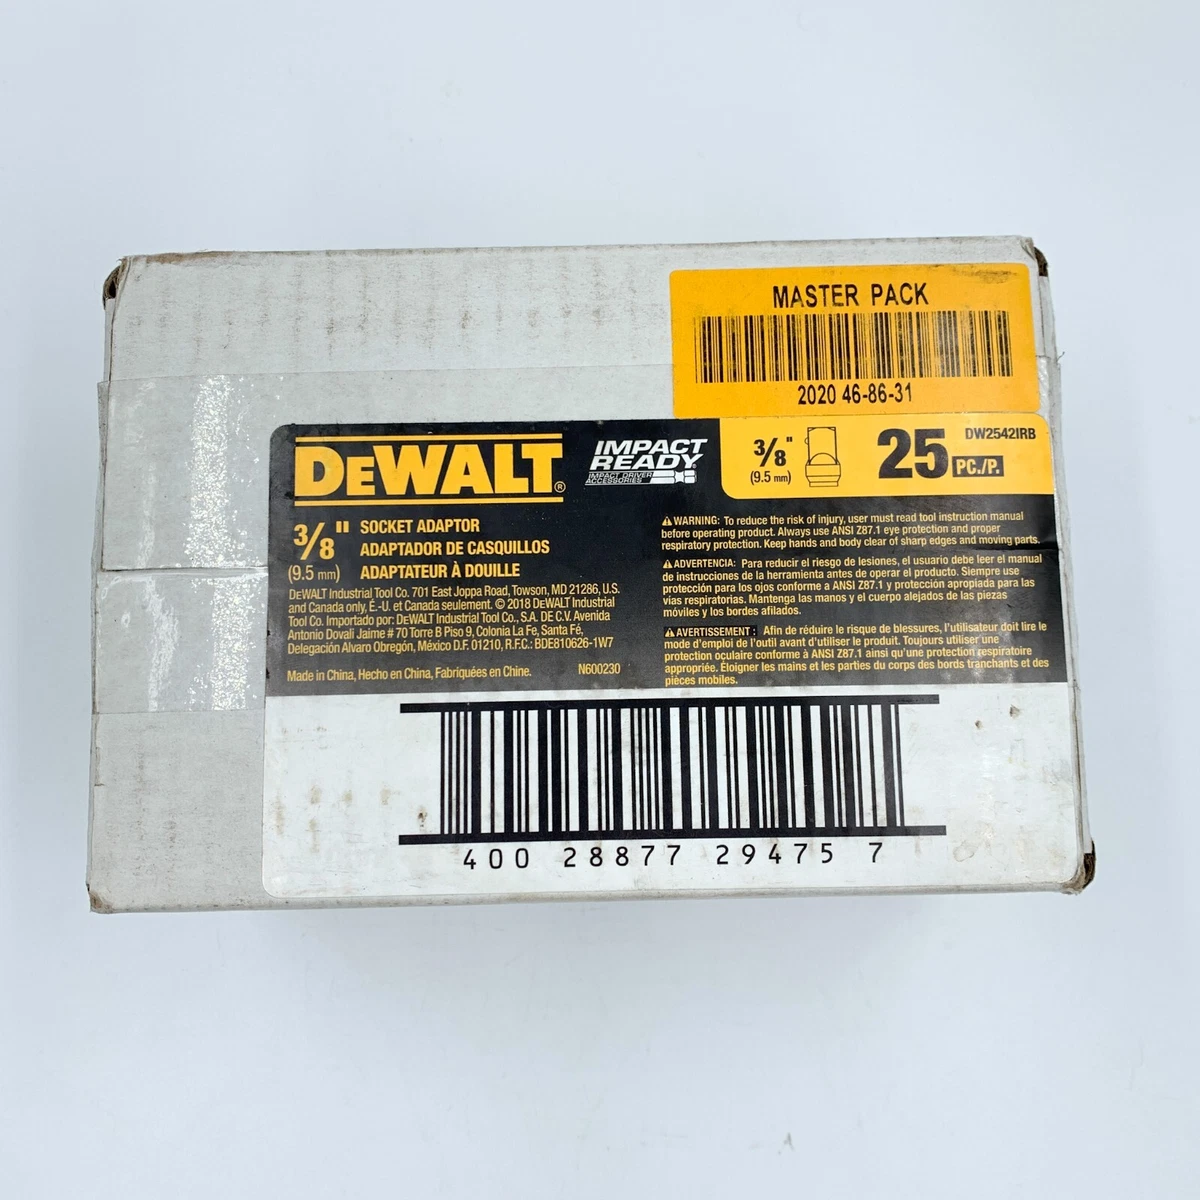 MASTER PACK
2020 46-86-31
DEWALT®
IMPACT
READY®
IMPACT DRIVER
ACCESSORIES
3/8"
(9.5 mm)
25 PC./P.
DW2542IRB
3/8"
(9.5 mm)
SOCKET ADAPTOR
ADAPTADOR DE CASQUILLOS
ADAPTATEUR À DOUILLE
DEWALT Industrial Tool Co. 701 East Joppa Road, Towson, MD 21286, U.S.
and Canada only, É.-U. et Canada seulement. © 2018 DEWALT Industrial
Tool Co. Importado por: DEWALT Industrial Tool Co., S.A. DE C.V. Avenida
Antonio Dovali Jaime # 70 Torre B Piso 9, Colonia La Fe, Santa Fé,
Delegación Alvaro Obregón, México D.F. 01210, R.F.C.: BDE810626-1W7
Made in China, Hecho en China, Fabriquées en Chine.
N600230
⚠ WARNING: To reduce the risk of injury, user must read tool instruction manual
before operating product. Always use ANSI Z87.1 eye protection and proper
respiratory protection. Keep hands and body clear of sharp edges and moving parts.
⚠ ADVERTENCIA: Para reducir el riesgo de lesiones, el usuario debe leer el manual
de instrucciones de la herramienta antes de operar el producto. Siempre use
protección para los ojos conforme a ANSI Z87.1 y protección apropiada para las
vías respiratorias. Mantenga las manos y el cuerpo alejados de las piezas
móviles y los bordes afilados.
⚠ AVERTISSEMENT : Afin de réduire le risque de blessures, l'utilisateur doit lire le
mode d'emploi de l'outil avant d'utiliser le produit. Toujours utiliser une
protection oculaire conforme à ANSI Z87.1 ainsi qu'une protection respiratoire
appropriée. Éloigner les mains et les parties du corps des bords tranchants et des
pièces mobiles.
400 28877 29475 7